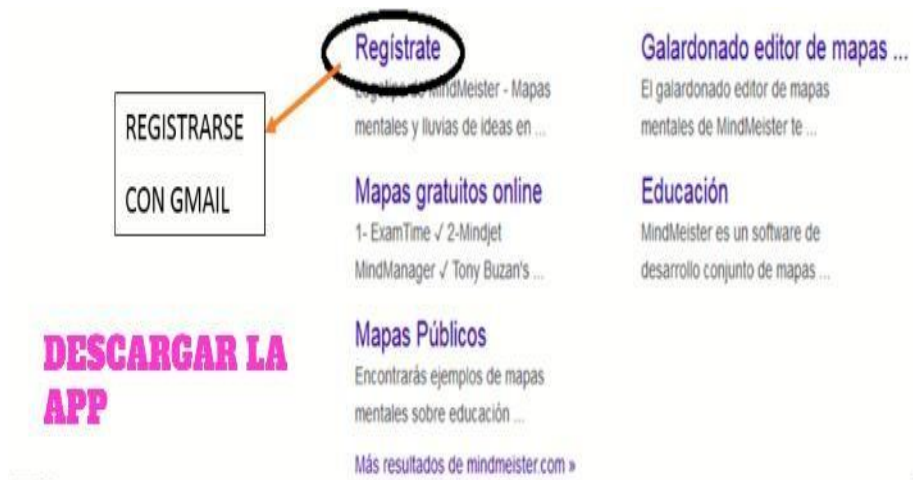 Regístrate
Logotipo de MindMeister - Mapas
mentales y lluvias de ideas en ...
REGISTRARSE
CON GMAIL
Mapas gratuitos online
1- ExamTime √ 2-Mindjet
MindManager √ Tony Buzan's ...
DESCARGAR LA
APP
Mapas Públicos
Encontrarás ejemplos de mapas
mentales sobre educación ...
Más resultados de mindmeister.com »
Galardonado editor de mapas ...
El galardonado editor de mapas
mentales de MindMeister te ...
Educación
MindMeister es un software de
desarrollo conjunto de mapas ...